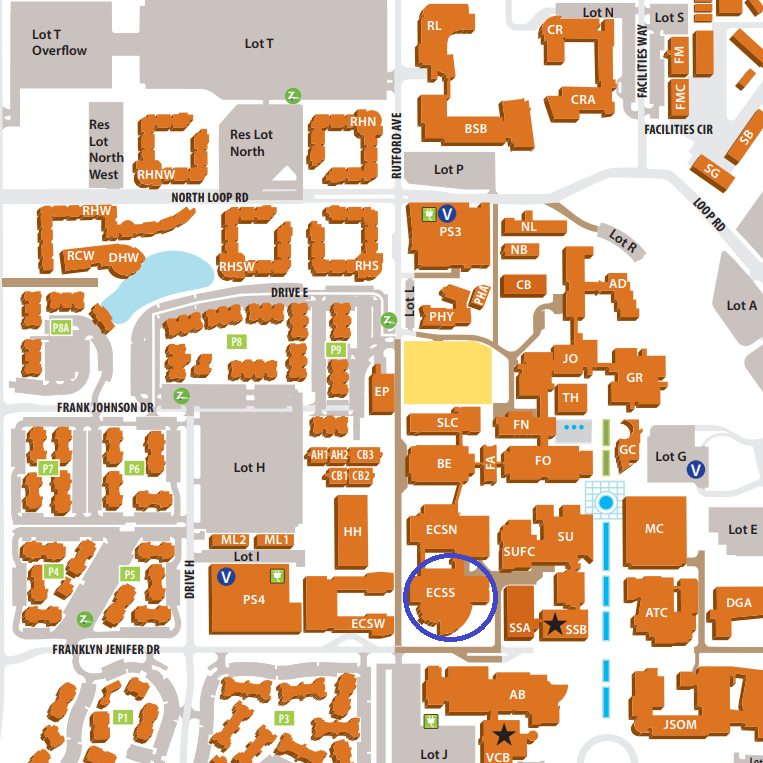 Lot N
Lot S
RL
CR
Lot T
Overflow
Lot T
FACILITIES WAY
FM
Z
FMC
CRA
Res
Lot
North
West
Res Lot
North
RHN
BSB
FACILITIES CIR
SB
RUTFORD AVE
RHNW
Lot P
SG
NORTH LOOP RD
LOOP RD
RHW
V
PS3
NL
Lot R
NB
RCW
DHW
RHSW
RHS
CB
AD
DRIVE E
Lot L
PHA
Lot A
PHY
Z
P8A
P8
P9
JO
GR
EP
TH
Z
FRANK JOHNSON DR
SLC
FN
GC
AH1
AH2
CB3
BE
FA
FO
Lot G
V
P7
P6
Lot H
CB1
CB2
HH
ECSN
SU
MC
Lot E
ML2
ML1
SUFC
Lot I
DRIVE H
P4
P5
V
PS4
ECSS
DGA
ATC
Z
ECSW
SSA
SSB
FRANKLYN JENIFER DR
P1
P3
AB
JSOM
Lot J
VCB